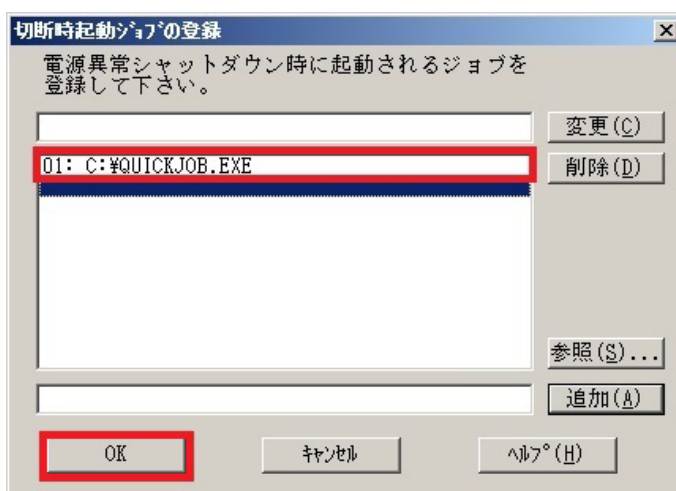 切断時起動ｼﾞｮﾌﾞの登録
電源異常シャットダウン時に起動されるジョブを
登録して下さい。
変更(C)
01: C:¥QUICKJOB.EXE
削除(D)
参照(S)...
追加(A)
OK
ｷｬﾝｾﾙ
ﾍﾙﾌﾟ(H)